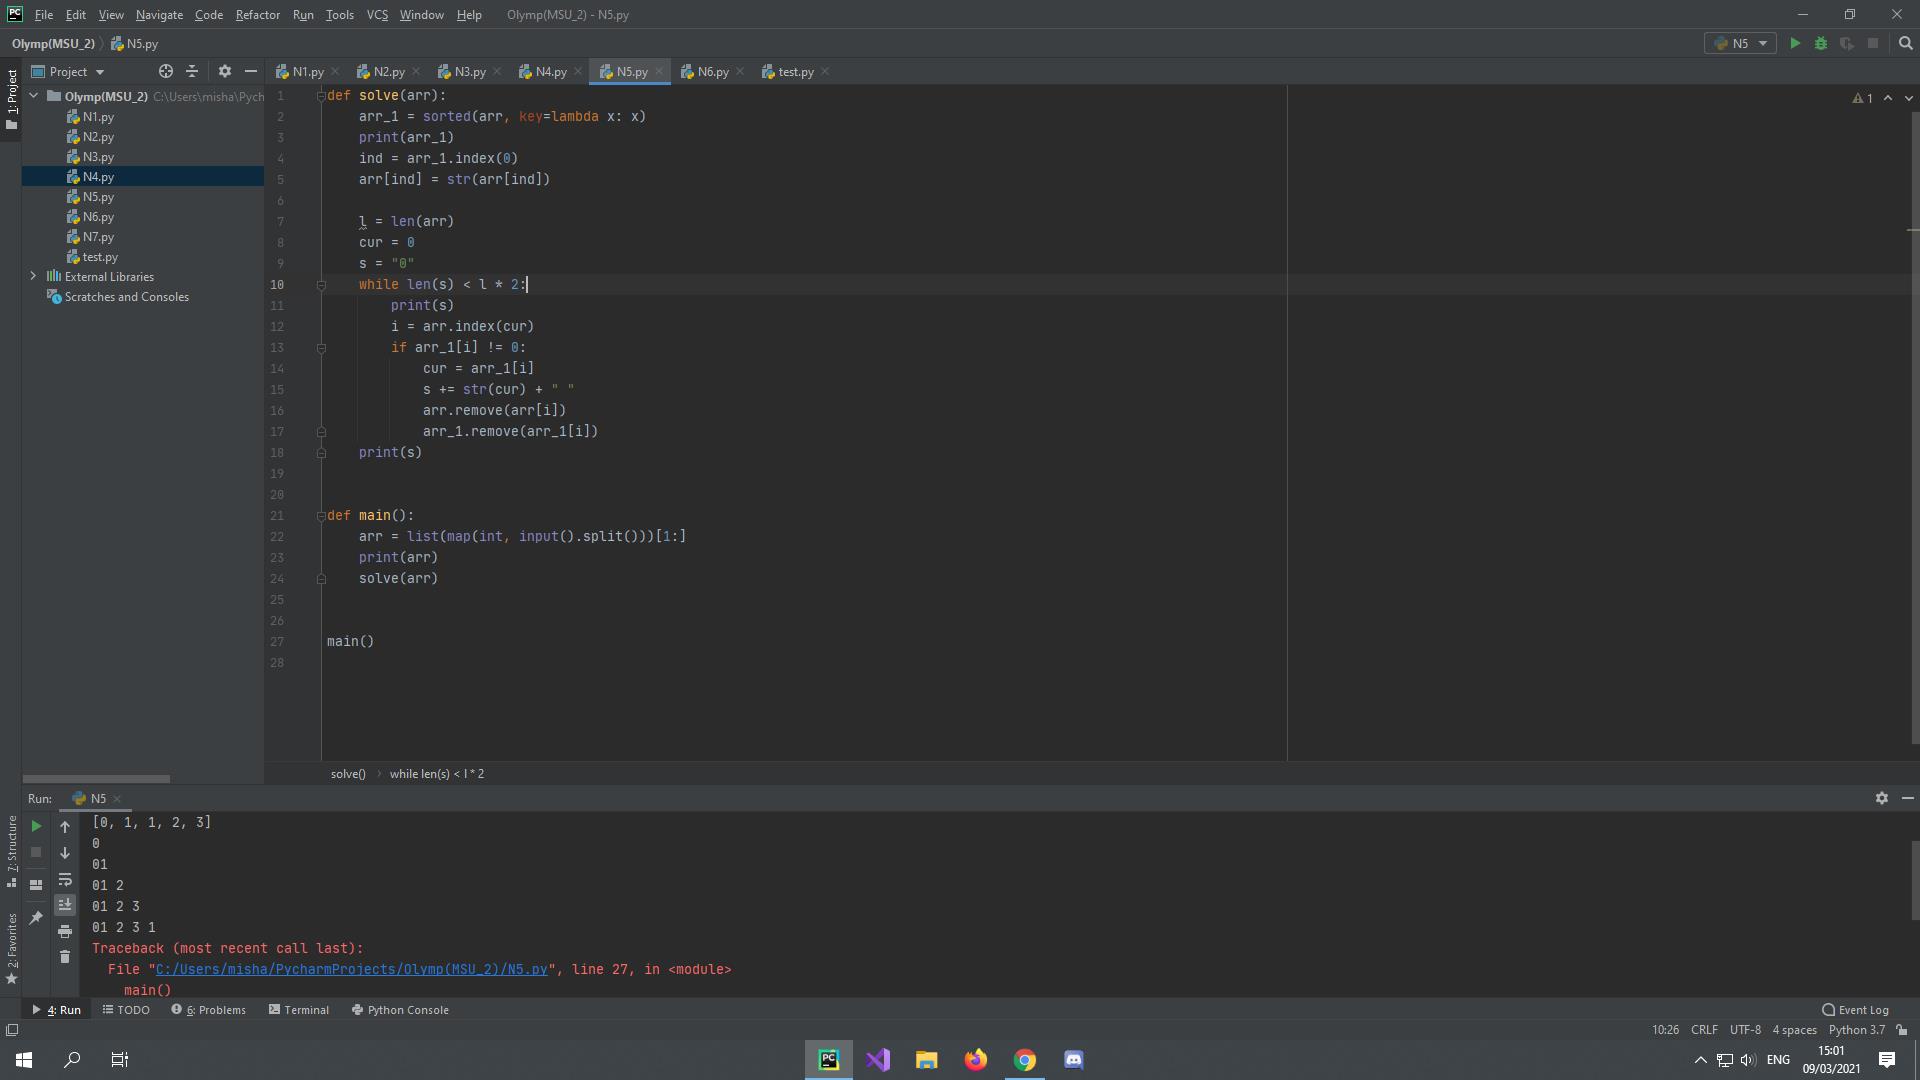 PC File Edit View Navigate Code Refactor Run Tools VCS Window Help Olymp(MSU_2) - N5.py
Olymp(MSU_2) N5.py N5
Project N1.py N2.py N3.py N4.py N5.py N6.py test.py
1: Project
Olymp(MSU_2) C:\Users\misha\Pych
N1.py
N2.py
N3.py
N4.py
N5.py
N6.py
N7.py
test.py
External Libraries
Scratches and Consoles
1 def solve(arr):
2 arr_1 = sorted(arr, key=lambda x: x)
3 print(arr_1)
4 ind = arr_1.index(0)
5 arr[ind] = str(arr[ind])
6
7 l = len(arr)
8 cur = 0
9 s = "0"
10 while len(s) < l * 2:
11 print(s)
12 i = arr.index(cur)
13 if arr_1[i] != 0:
14 cur = arr_1[i]
15 s += str(cur) + " "
16 arr.remove(arr[i])
17 arr_1.remove(arr_1[i])
18 print(s)
19
20
21 def main():
22 arr = list(map(int, input().split()))[1:]
23 print(arr)
24 solve(arr)
25
26
27 main()
28
1
solve() while len(s) < l * 2
Run: N5
7: Structure
2: Favorites
[0, 1, 1, 2, 3]
0
01
01 2
01 2 3
01 2 3 1
Traceback (most recent call last):
File "C:/Users/misha/PycharmProjects/Olymp(MSU_2)/N5.py", line 27, in <module>
main()
4: Run TODO 6: Problems Terminal Python Console Event Log
10:26 CRLF UTF-8 4 spaces Python 3.7
PC ENG 15:01
09/03/2021